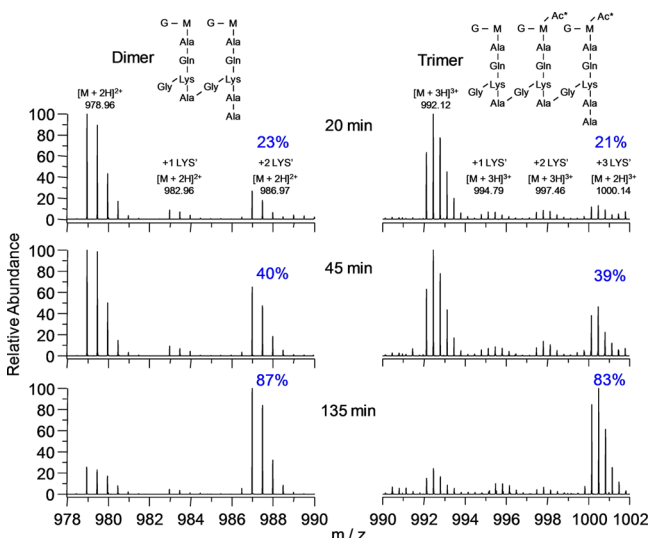 Dimer
G – M M
Ala Ala
Gln Gln
Gly Lys Gly Lys
Ala Ala
Ala
Trimer
Ac* Ac*
G – M G – M G – M
Ala Ala Ala
Gln Gln Gln
Gly Lys Gly Lys Gly Lys
Ala Ala Ala
Ala
[M + 2H]2+
978.96
20 min
23%
+1 LYS'
[M + 2H]2+
982.96
+2 LYS'
[M + 2H]2+
986.97
[M + 3H]3+
992.12
21%
+1 LYS'
[M + 3H]3+
994.79
+2 LYS'
[M + 3H]3+
997.46
+3 LYS'
[M + 2H]3+
1000.14
100
80
60
40
20
0
45 min
40%
39%
100
80
60
40
20
0
135 min
87%
83%
100
80
60
40
20
0
Relative Abundance
978 980 982 984 986 988 990
990 992 994 996 998 1000 1002
m / z